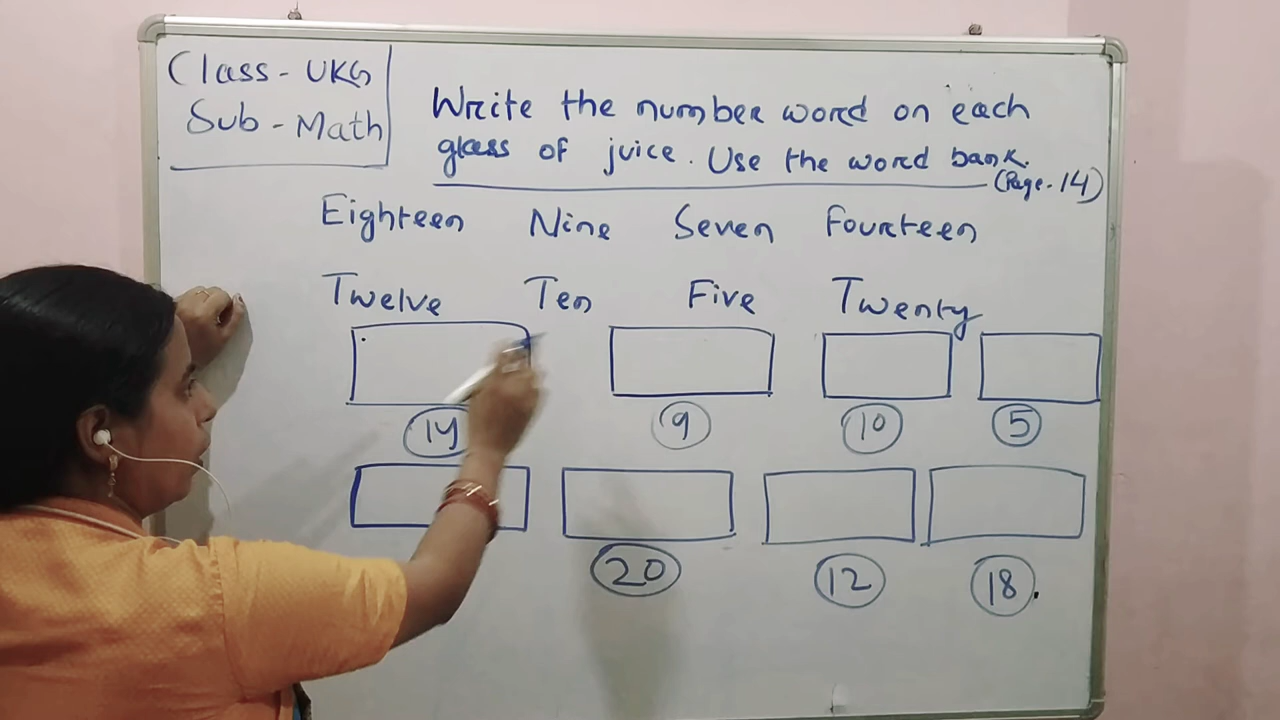 Class - UKG
Sub - Math
Write the number word on each
glass of juice. Use the word bank.
(Page - 14)
Eighteen Nine Seven Fourteen
Twelve Ten Five Twenty
14 9 10 5
20 12 18.